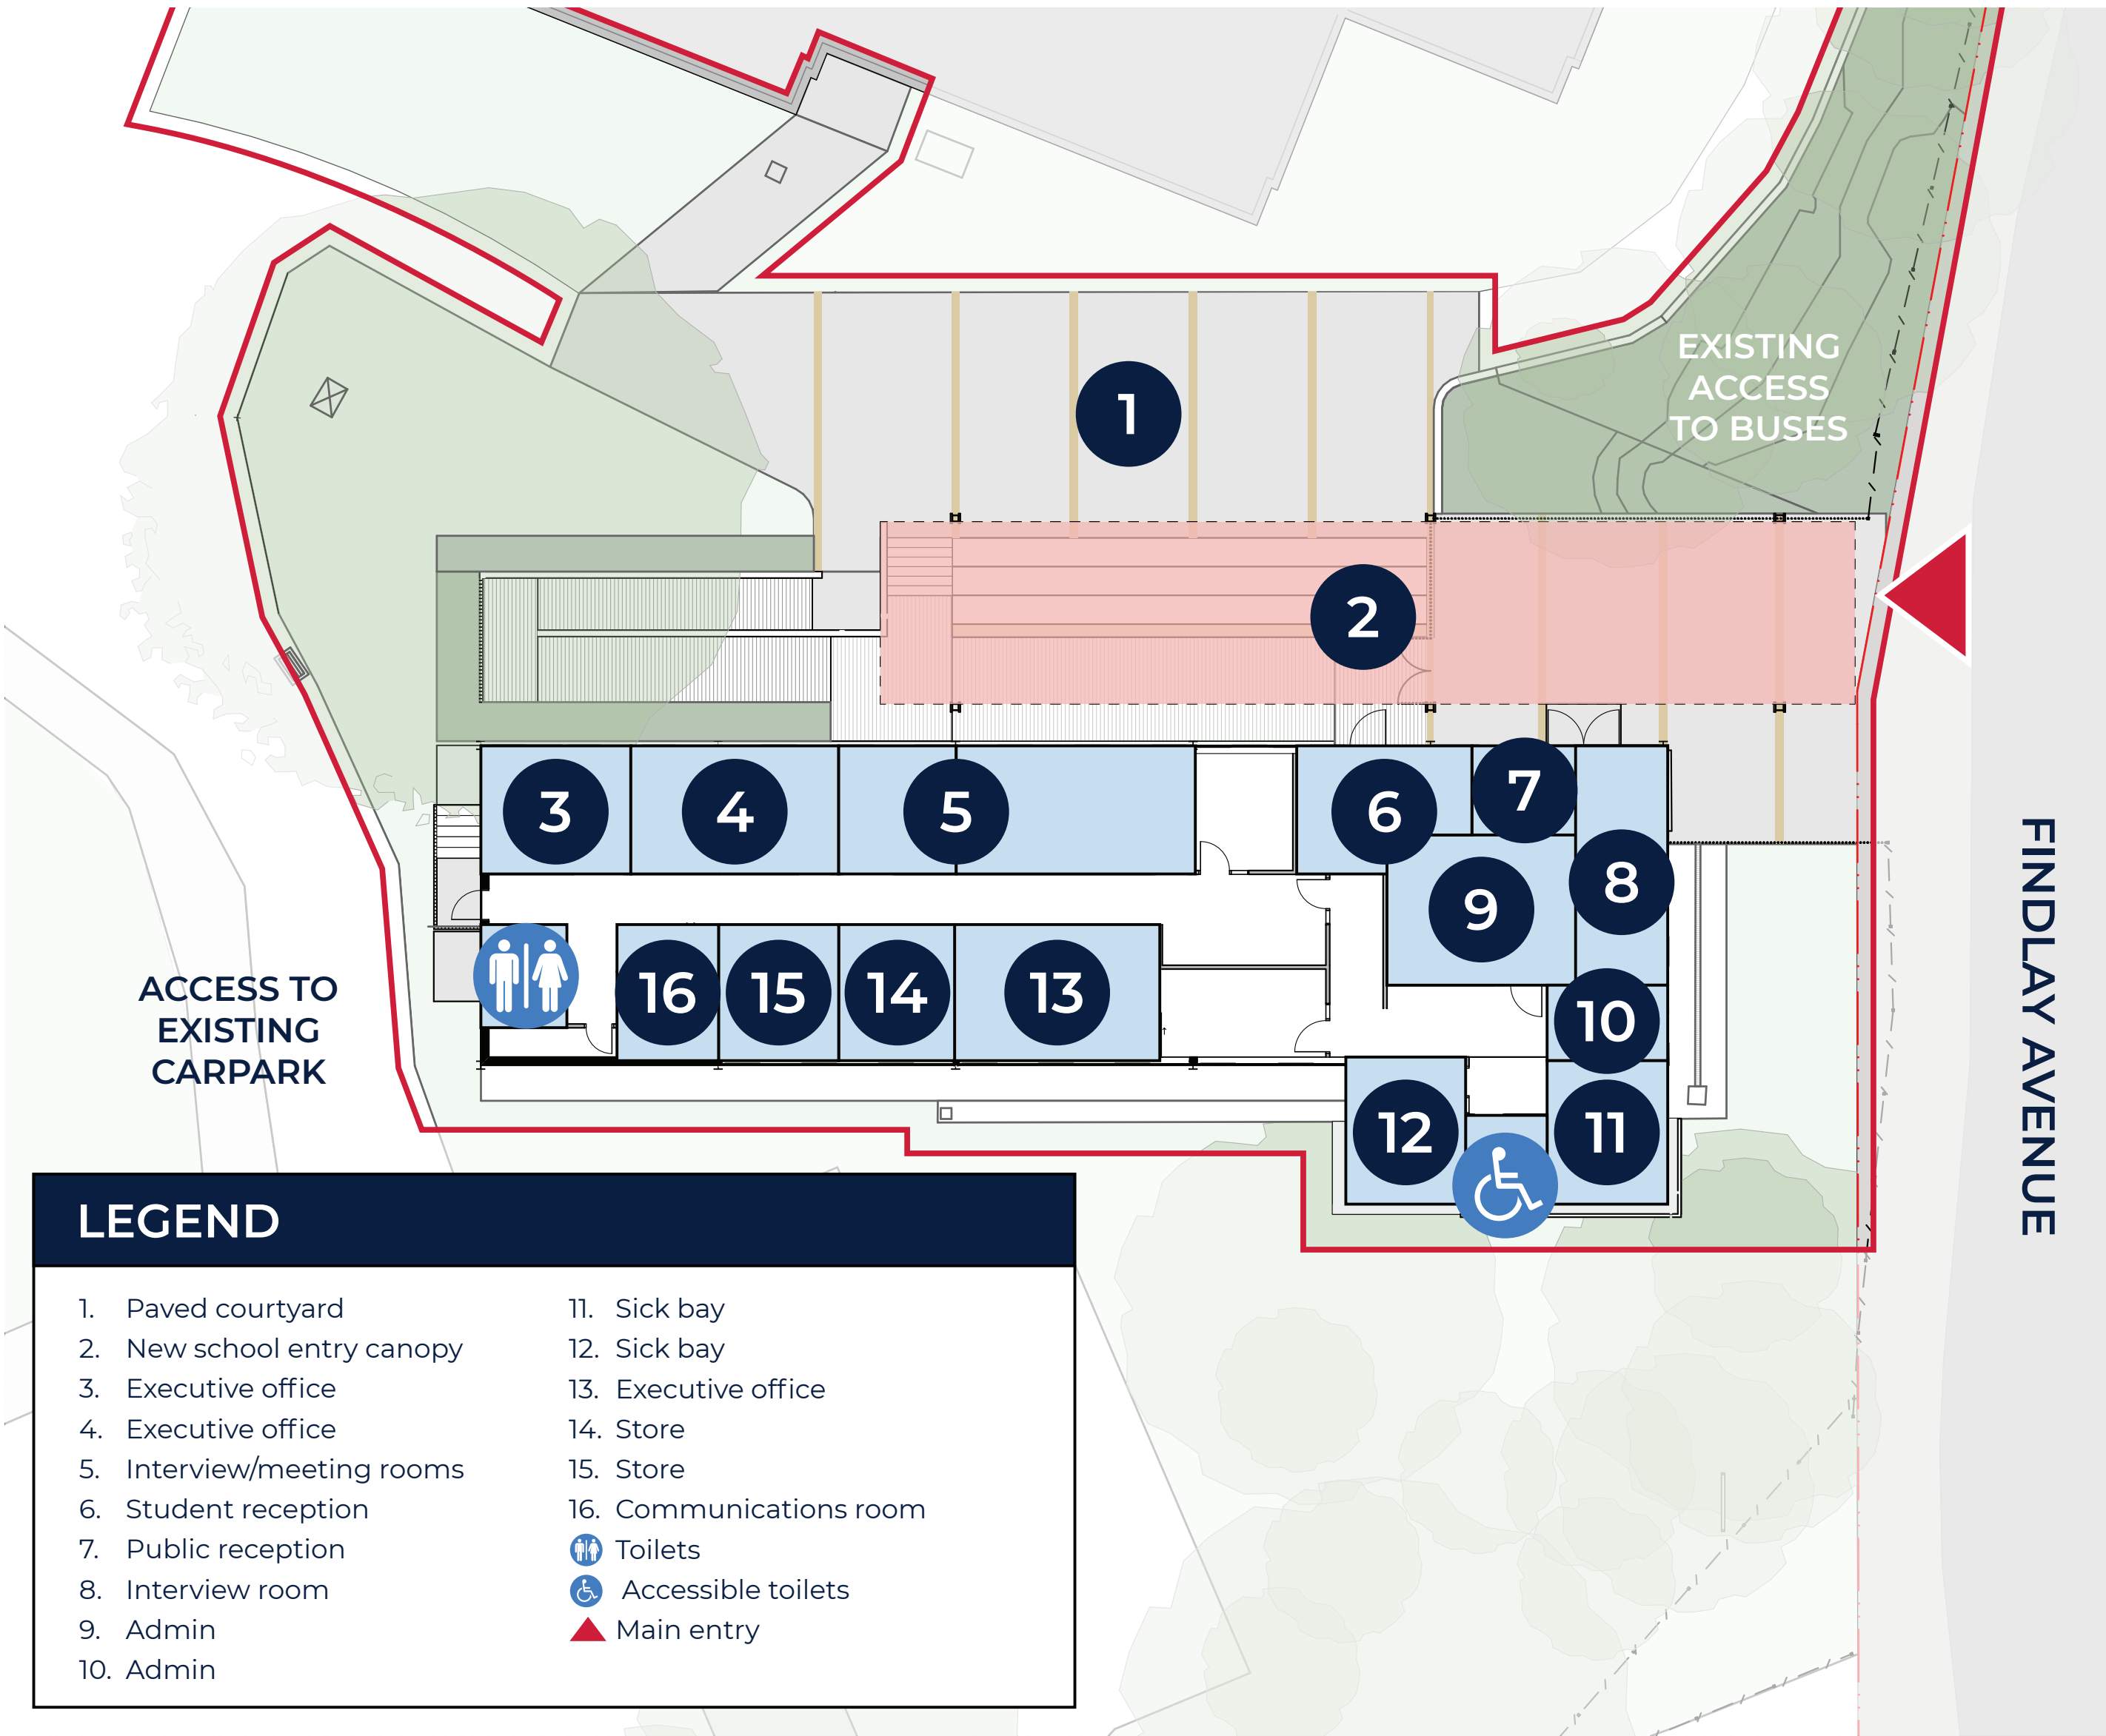 1
EXISTING
ACCESS
TO BUSES
2
3
4
5
6
7
8
9
16
15
14
13
10
12
11
ACCESS TO
EXISTING
CARPARK
FINDLAY AVENUE
LEGEND
1. Paved courtyard
2. New school entry canopy
3. Executive office
4. Executive office
5. Interview/meeting rooms
6. Student reception
7. Public reception
8. Interview room
9. Admin
10. Admin
11. Sick bay
12. Sick bay
13. Executive office
14. Store
15. Store
16. Communications room
Toilets
Accessible toilets
Main entry